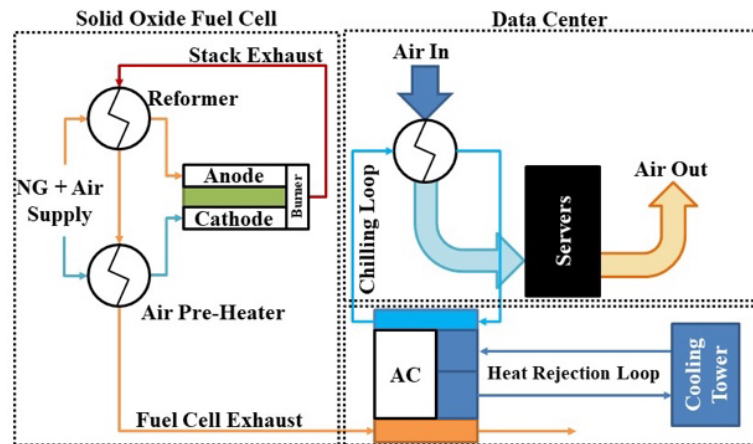 Solid Oxide Fuel Cell
Data Center
Stack Exhaust
Air In
Reformer
NG + Air
Supply
Anode
Cathode
Burner
Air Pre-Heater
Chilling Loop
Servers
Air Out
AC
Heat Rejection Loop
Cooling
Tower
Fuel Cell Exhaust